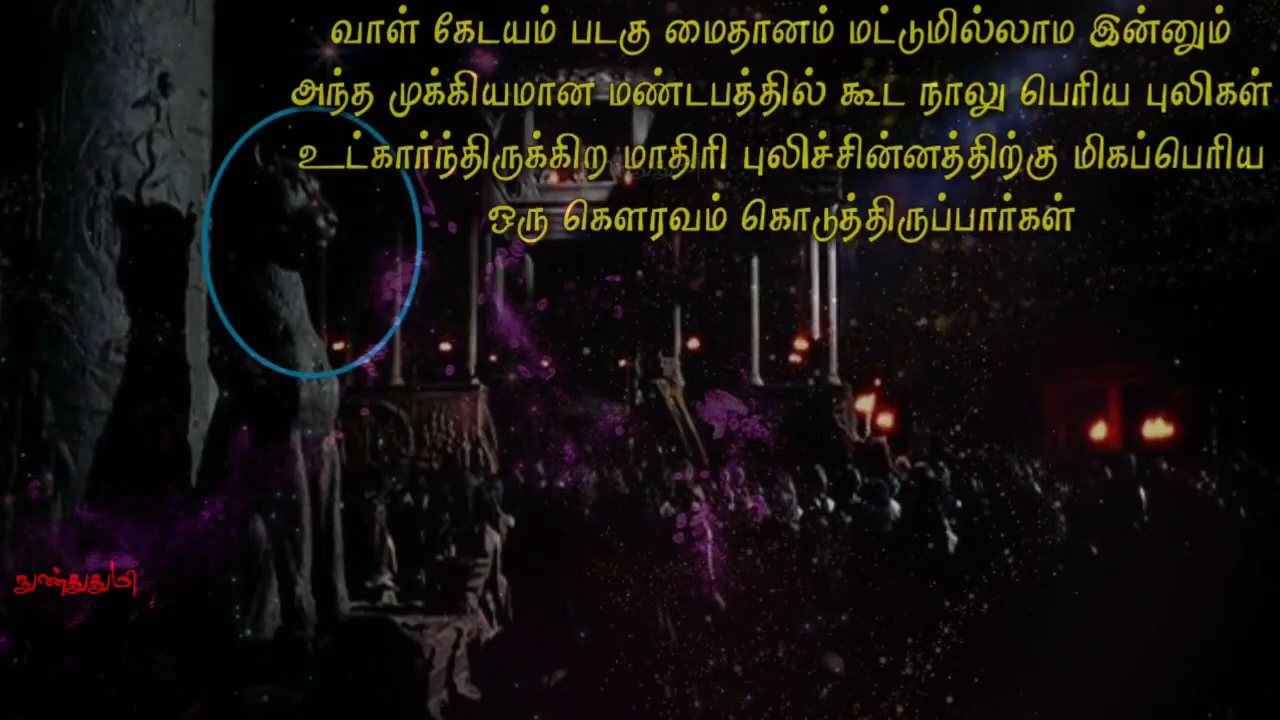 வாள் கேடயம் படகு மைதானம் மட்டுமில்லாம இன்னும்
அந்த முக்கியமான மண்டபத்தில் கூட நாலு பெரிய புலிகள்
உட்கார்ந்திருக்கிற மாதிரி புலிச்சின்னத்திற்கு மிகப்பெரிய
ஒரு கௌரவம் கொடுத்திருப்பார்கள்
நுண்துதுமி